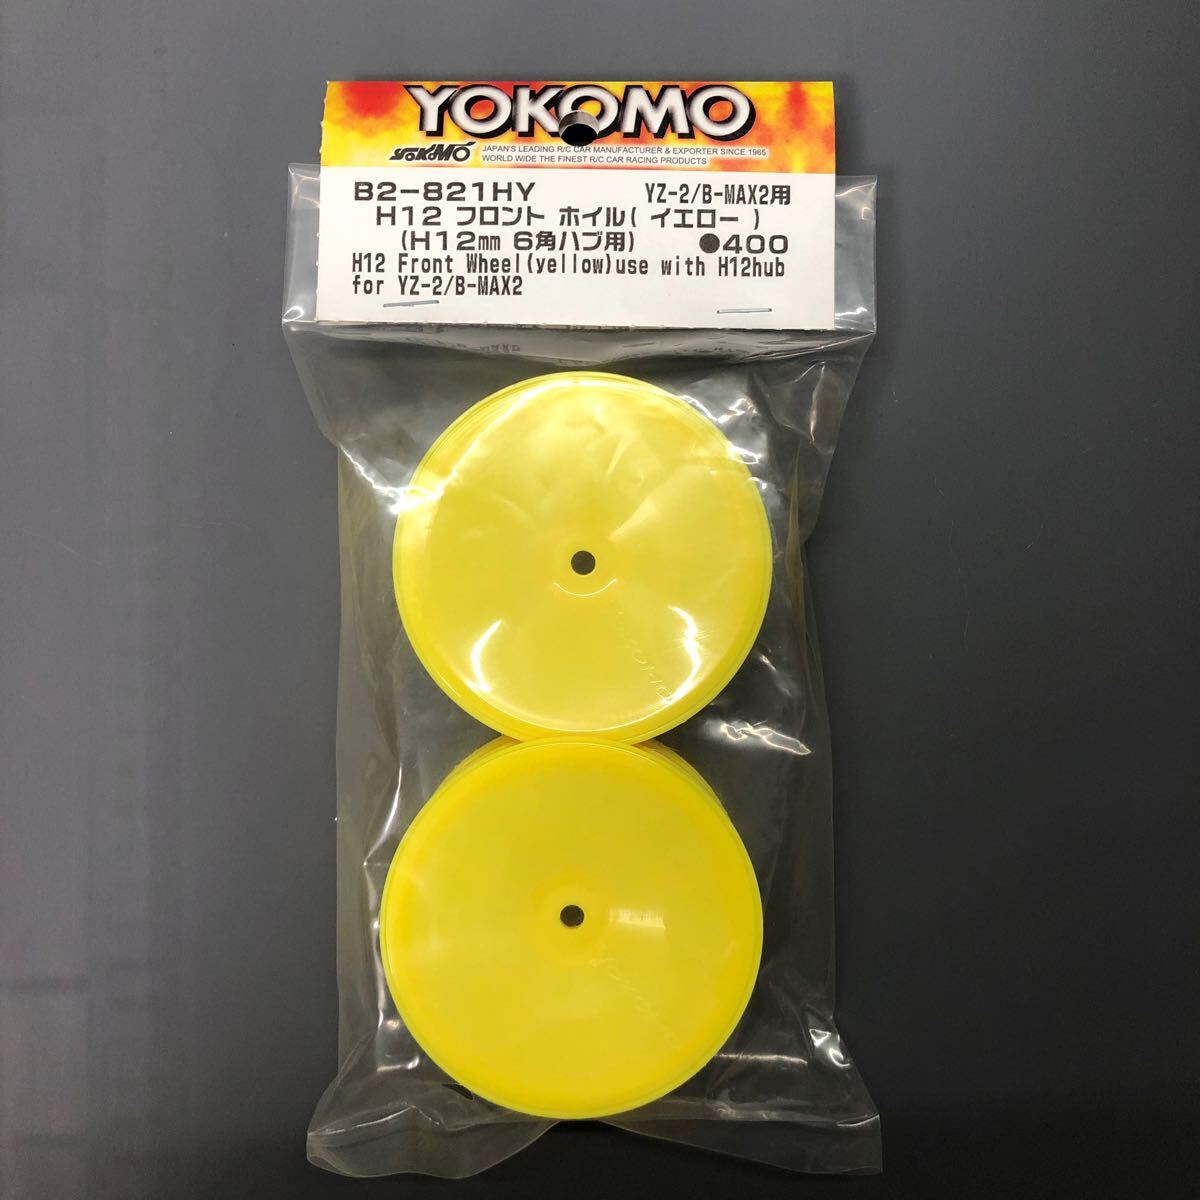 YOKOMO
YOKOMO
JAPAN'S LEADING R/C CAR MANUFACTURER & EXPORTER SINCE 1965
WORLD WIDE THE FINEST R/C CAR RACING PRODUCTS
B2-821HY YZ-2/B-MAX2用
H12 フロント ホイル( イエロー )
(H12mm 6角ハブ用) ●400
H12 Front Wheel(yellow)use with H12hub
for YZ-2/B-MAX2
YOKOMO
YOKOMO